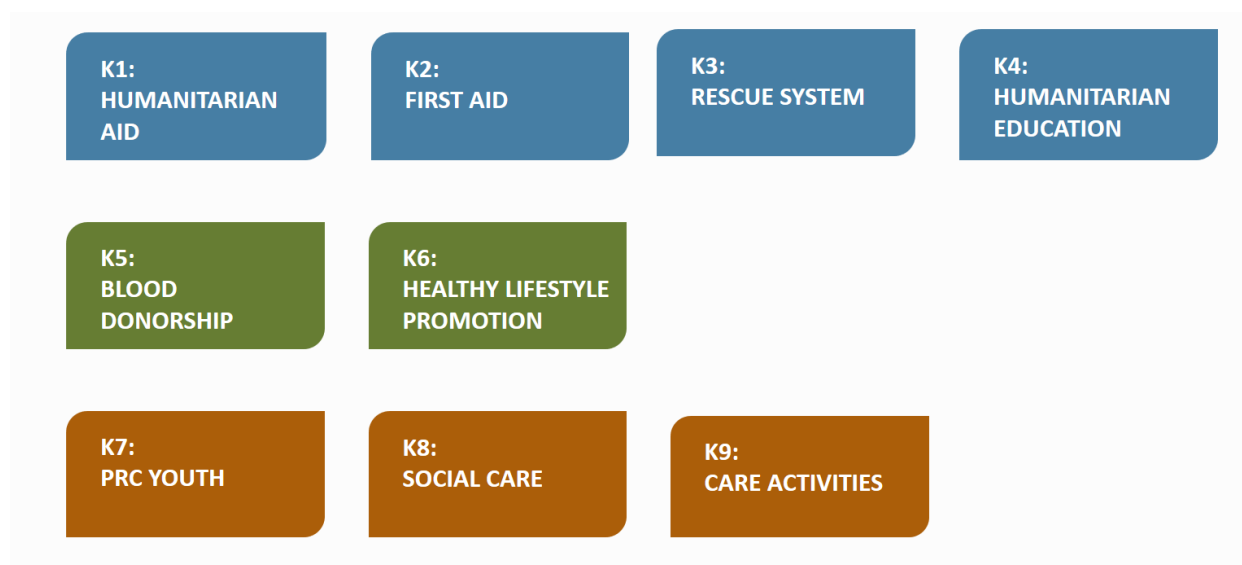 K1:
HUMANITARIAN
AID
K2:
FIRST AID
K3:
RESCUE SYSTEM
K4:
HUMANITARIAN
EDUCATION
K5:
BLOOD
DONORSHIP
K6:
HEALTHY LIFESTYLE
PROMOTION
K7:
PRC YOUTH
K8:
SOCIAL CARE
K9:
CARE ACTIVITIES